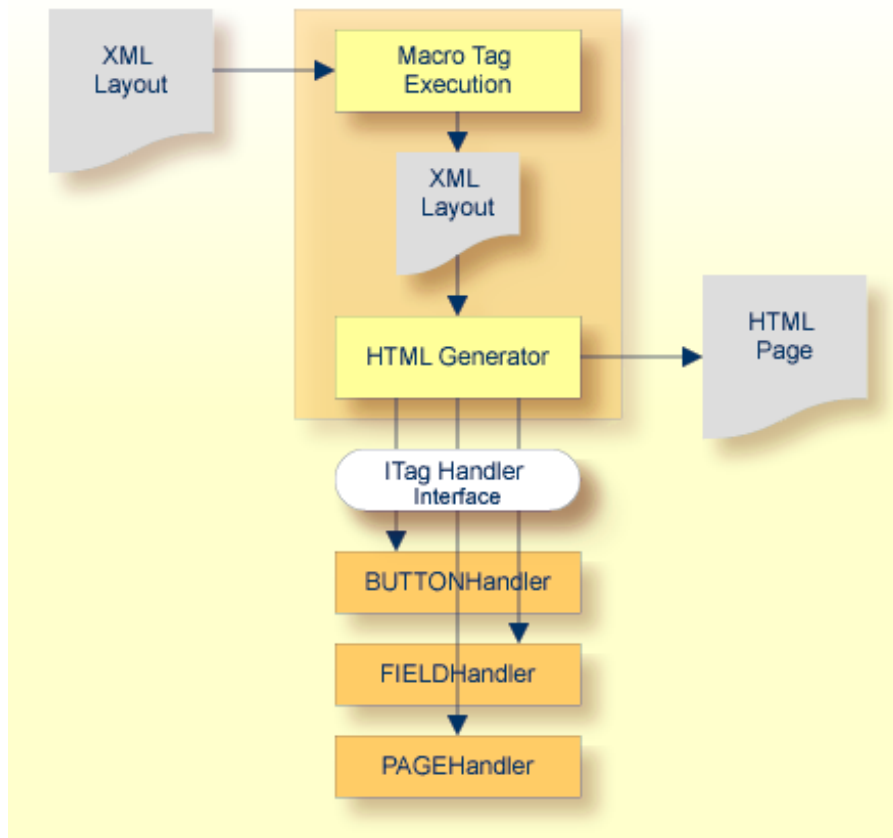 XML
Layout
Macro Tag
Execution
XML
Layout
HTML Generator
HTML
Page
ITag Handler
Interface
BUTTONHandler
FIELDHandler
PAGEHandler